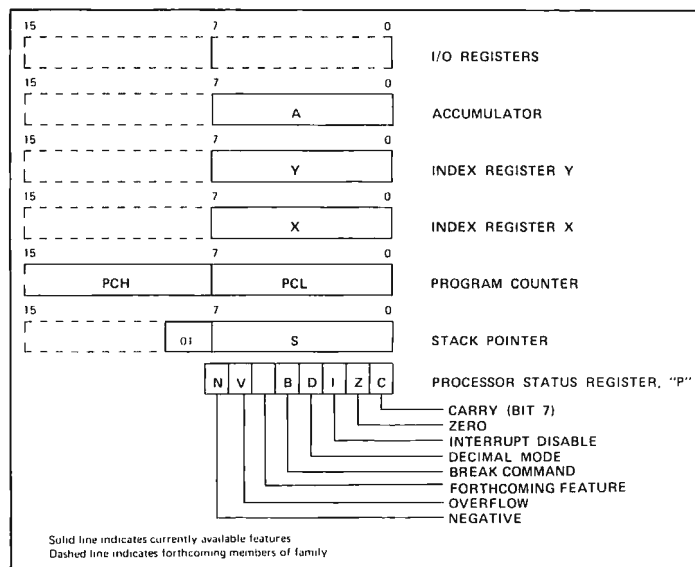 15 7 0
I/O REGISTERS
15 7 0
A ACCUMULATOR
15 7 0
Y INDEX REGISTER Y
15 7 0
X INDEX REGISTER X
15 7 0
PCH PCL PROGRAM COUNTER
15 7 0
01 S STACK POINTER
N V B D I Z C PROCESSOR STATUS REGISTER, "P"
CARRY (BIT 7)
ZERO
INTERRUPT DISABLE
DECIMAL MODE
BREAK COMMAND
FORTHCOMING FEATURE
OVERFLOW
NEGATIVE
Solid line indicates currently available features
Dashed line indicates forthcoming members of family